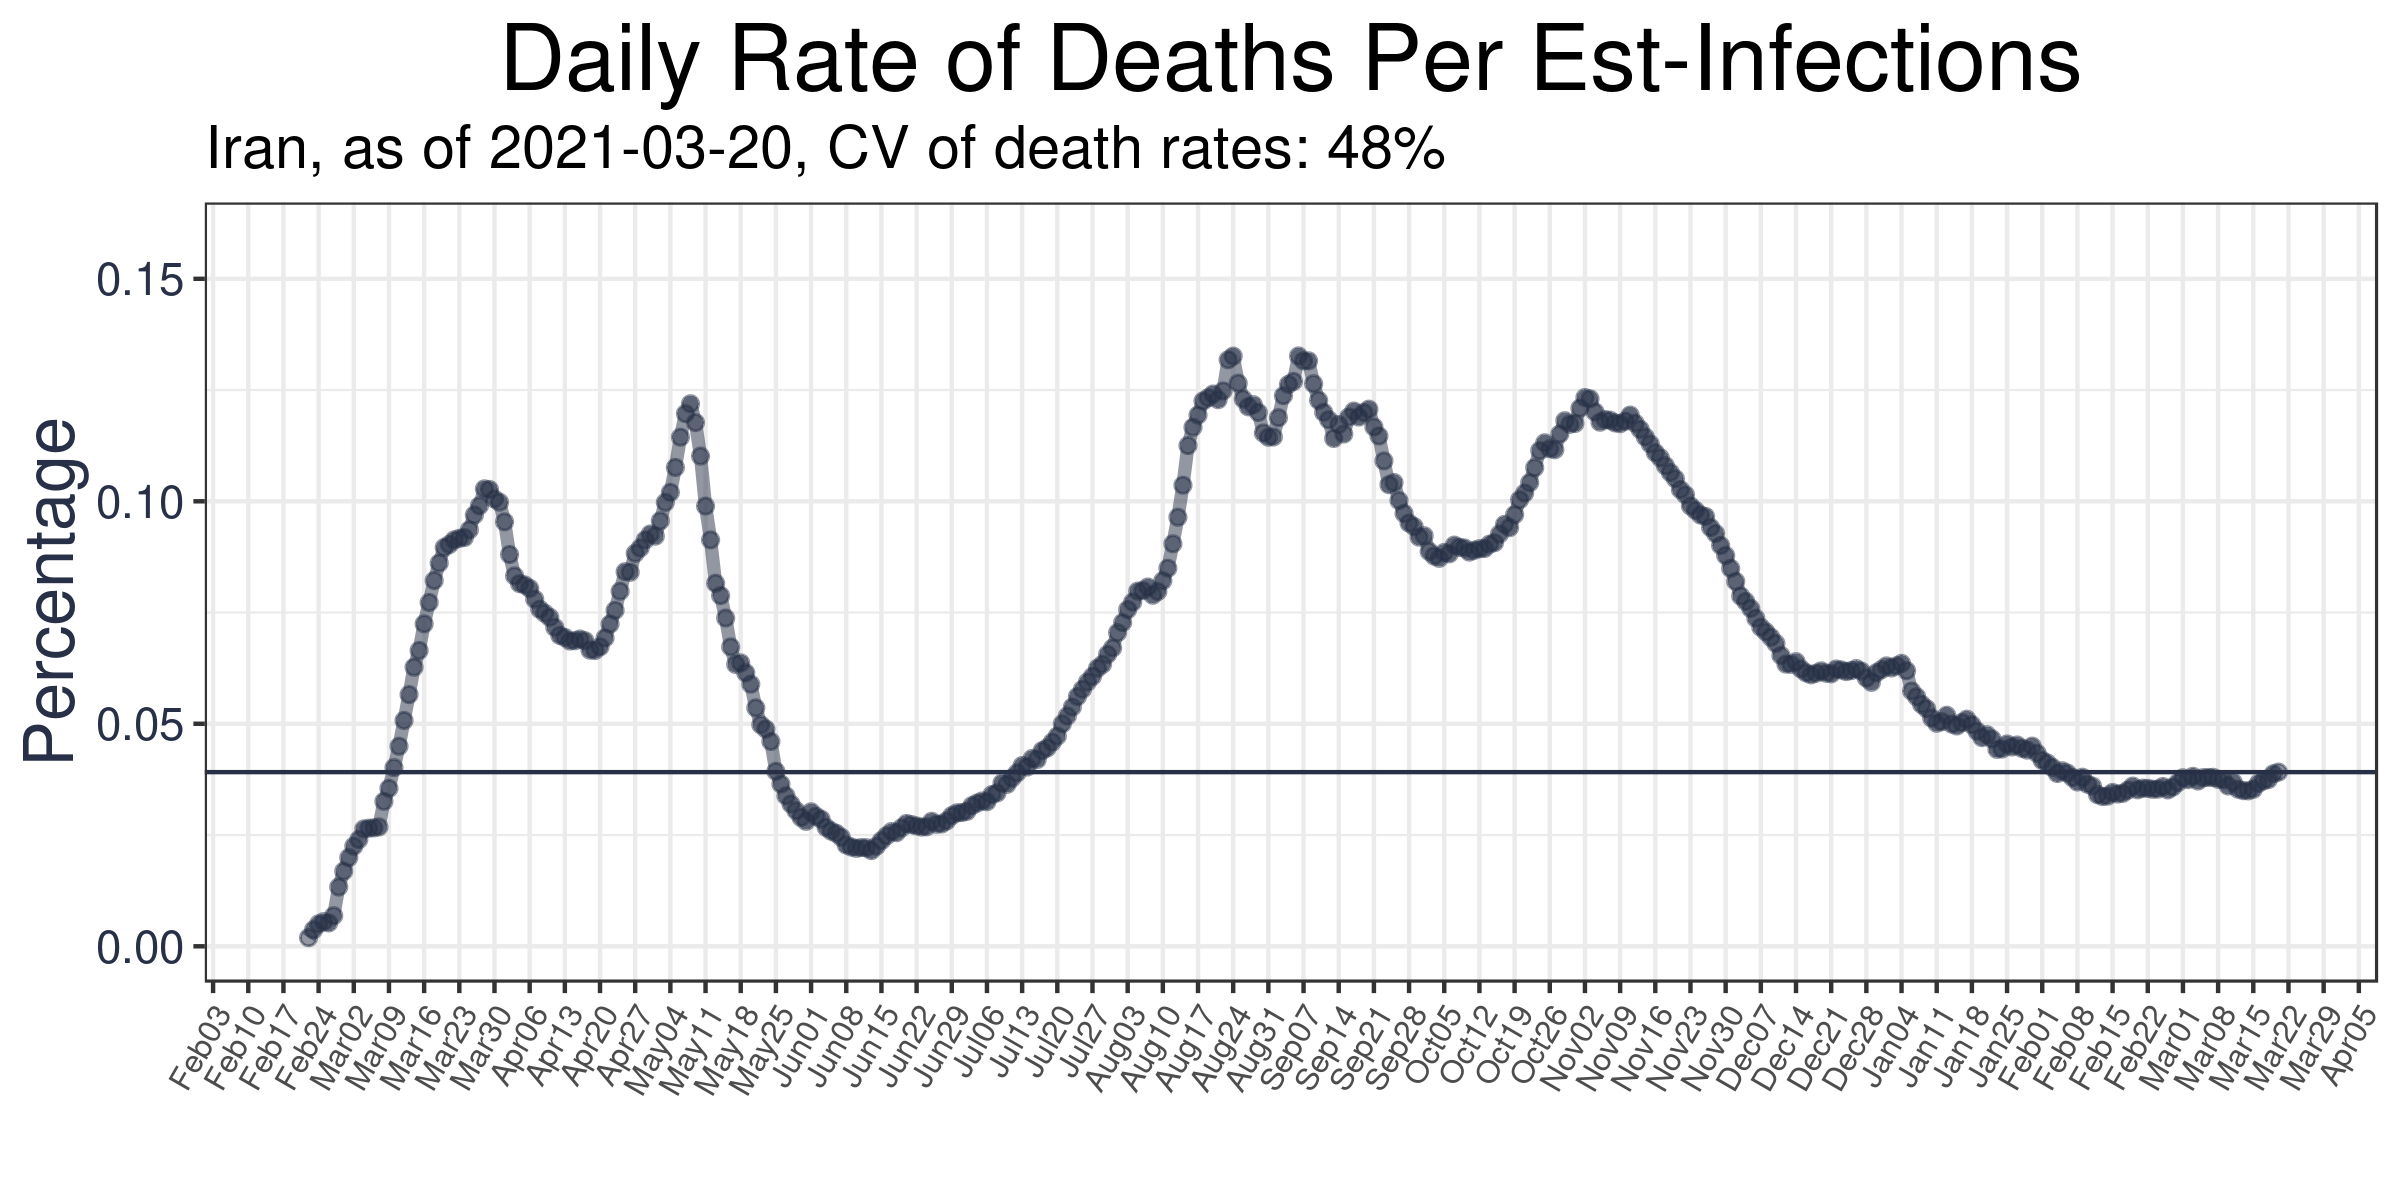 Daily Rate of Deaths Per Est-Infections
Iran, as of 2021-03-20, CV of death rates: 48%
Percentage
0.15
0.10
0.05
0.00
Feb03
Feb10
Feb17
Feb24
Mar02
Mar09
Mar16
Mar23
Mar30
Apr06
Apr13
Apr20
Apr27
May04
May11
May18
May25
Jun01
Jun08
Jun15
Jun22
Jun29
Jul06
Jul13
Jul20
Jul27
Aug03
Aug10
Aug17
Aug24
Aug31
Sep07
Sep14
Sep21
Sep28
Oct05
Oct12
Oct19
Oct26
Nov02
Nov09
Nov16
Nov23
Nov30
Dec07
Dec14
Dec21
Dec28
Jan04
Jan11
Jan18
Jan25
Feb01
Feb08
Feb15
Feb22
Mar01
Mar08
Mar15
Mar22
Mar29
Apr05